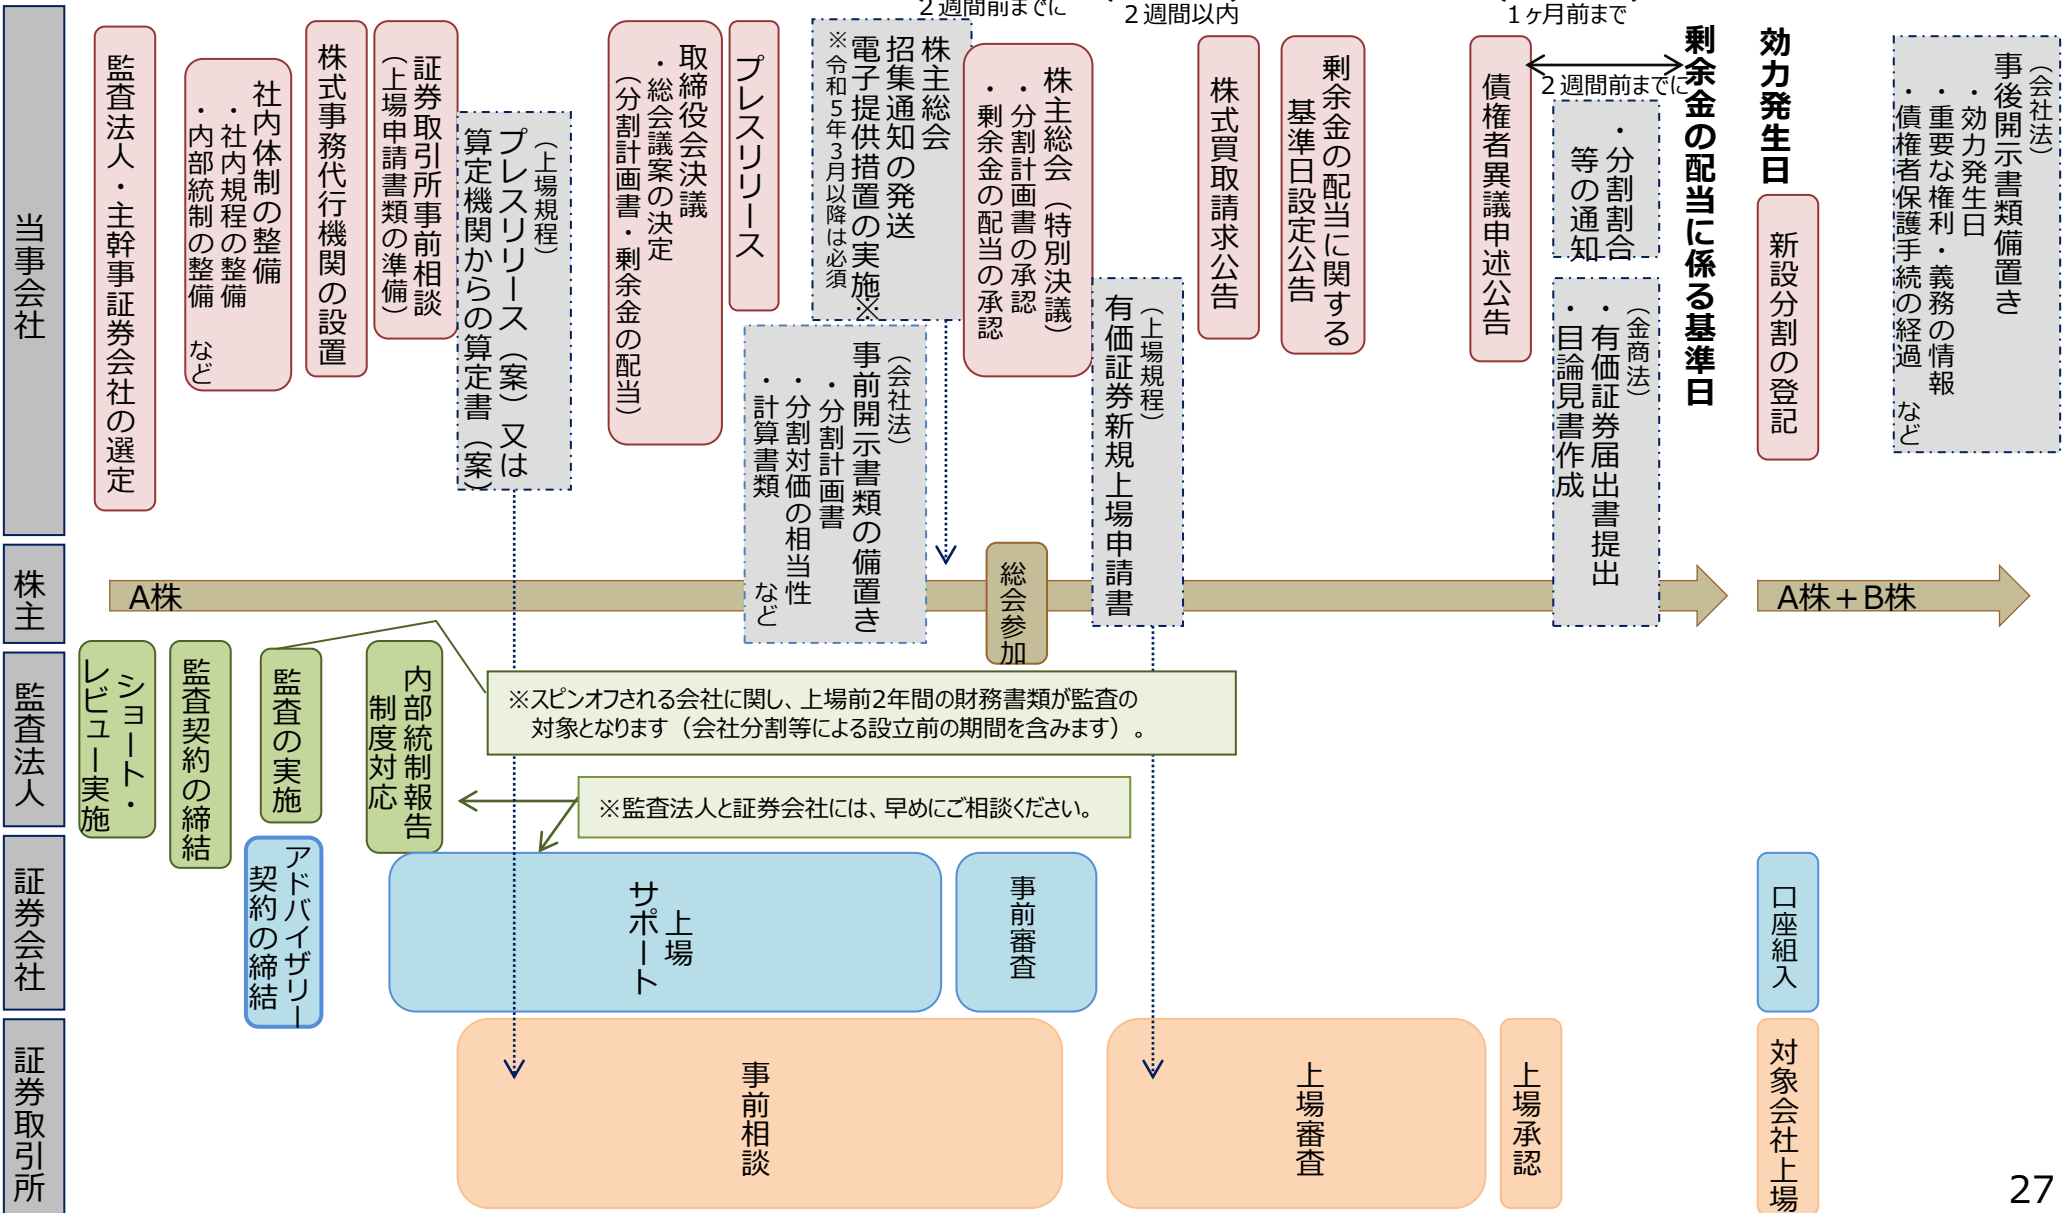 2週間前までに
2週間以内
1ヶ月前まで
当事会社
監査法人・主幹事証券会社の選定
社内体制の整備
・社内規程の整備
・内部統制の整備 など
株式事務代行機関の設置
証券取引所事前相談
（上場申請書類の準備）
（上場規程）
プレスリリース（案）又は
算定機関からの算定書（案）
取締役会決議
・総会議案の決定
（分割計画書・剰余金の配当）
プレスリリース
株主総会
招集通知の発送
電子提供措置の実施※
※令和5年3月以降は必須
（会社法）
事前開示書類の備置き
・分割計画書
・分割対価の相当性
・計算書類 など
株主総会（特別決議）
・分割計画書の承認
・剰余金の配当の承認
（上場規程）
有価証券新規上場申請書
株式買取請求公告
剰余金の配当に関する
基準日設定公告
債権者異議申述公告
2週間前までに
・分割割合
等の通知
（金商法）
・有価証券届出書提出
・目論見書作成
剰余金の配当に係る基準日
効力発生日
新設分割の登記
（会社法）
事後開示書類備置き
・効力発生日
・重要な権利・義務の情報
・債権者保護手続の経過 など
株主
A株
総会参加
A株＋B株
監査法人
ショート・
レビュー実施
監査契約の締結
監査の実施
内部統制報告
制度対応
※スピンオフされる会社に関し、上場前2年間の財務書類が監査の
対象となります（会社分割等による設立前の期間を含みます）。
※監査法人と証券会社には、早めにご相談ください。
証券会社
アドバイザリー
契約の締結
上場
サポート
事前審査
口座組入
証券取引所
事前相談
上場審査
上場承認
対象会社上場
27